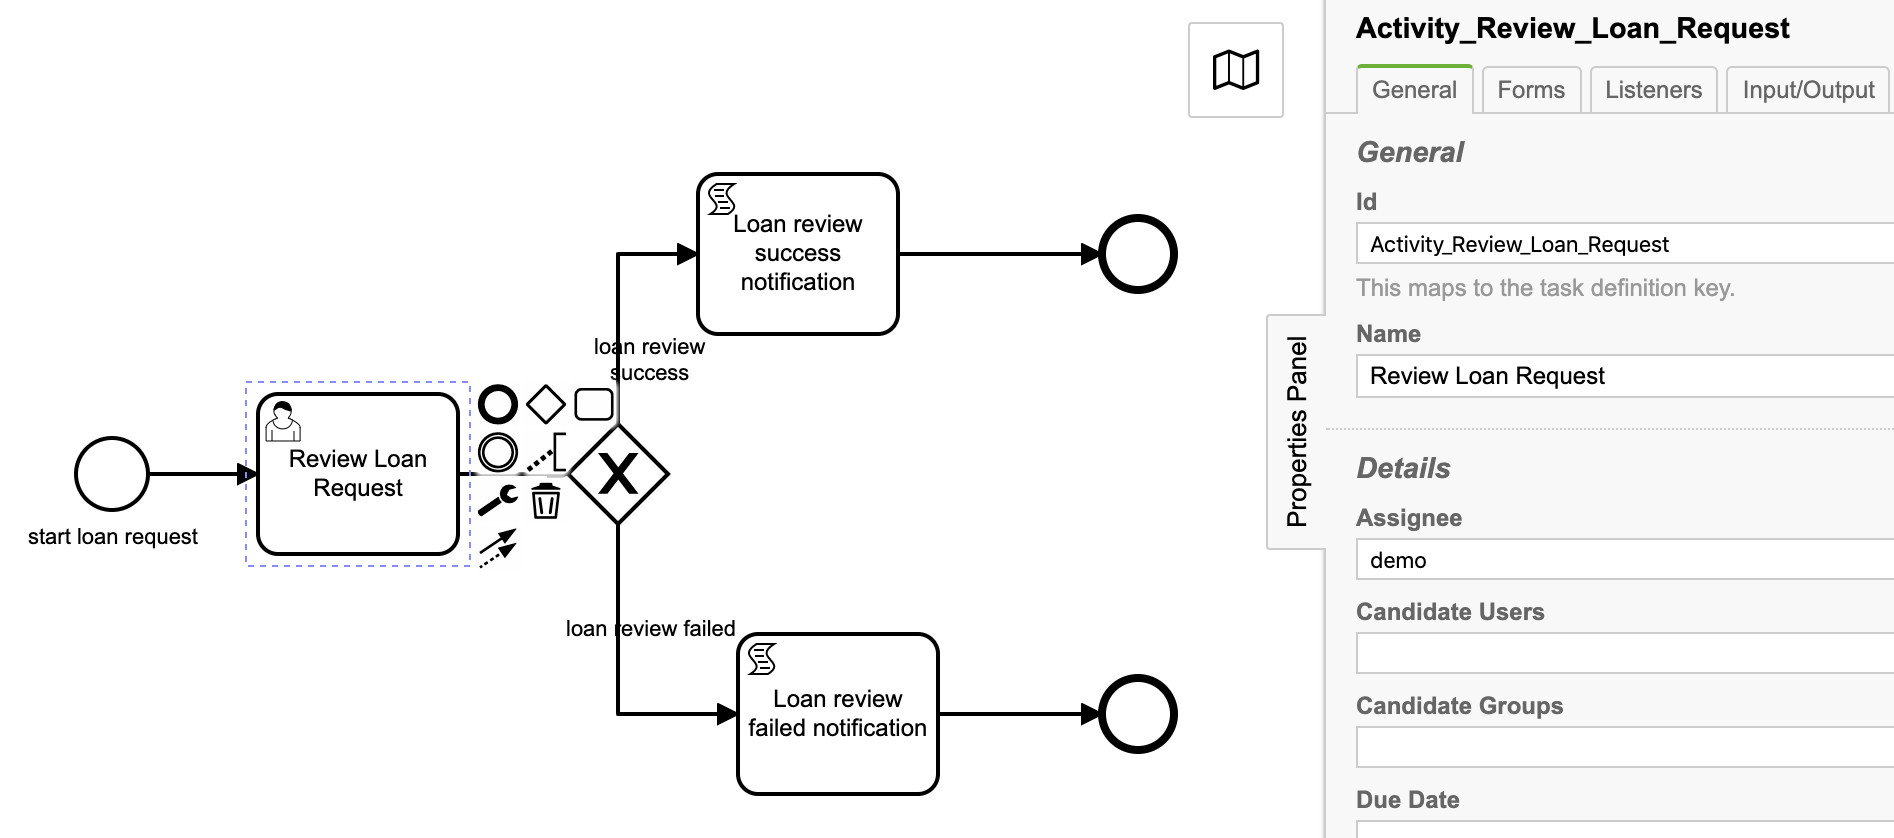 Loan review
success
notification
loan review
success
Review Loan
Request
X
start loan request
loan review failed
Loan review
failed notification
Properties Panel
Activity_Review_Loan_Request
General
Forms
Listeners
Input/Output
General
Id
Activity_Review_Loan_Request
This maps to the task definition key.
Name
Review Loan Request
Details
Assignee
demo
Candidate Users
Candidate Groups
Due Date